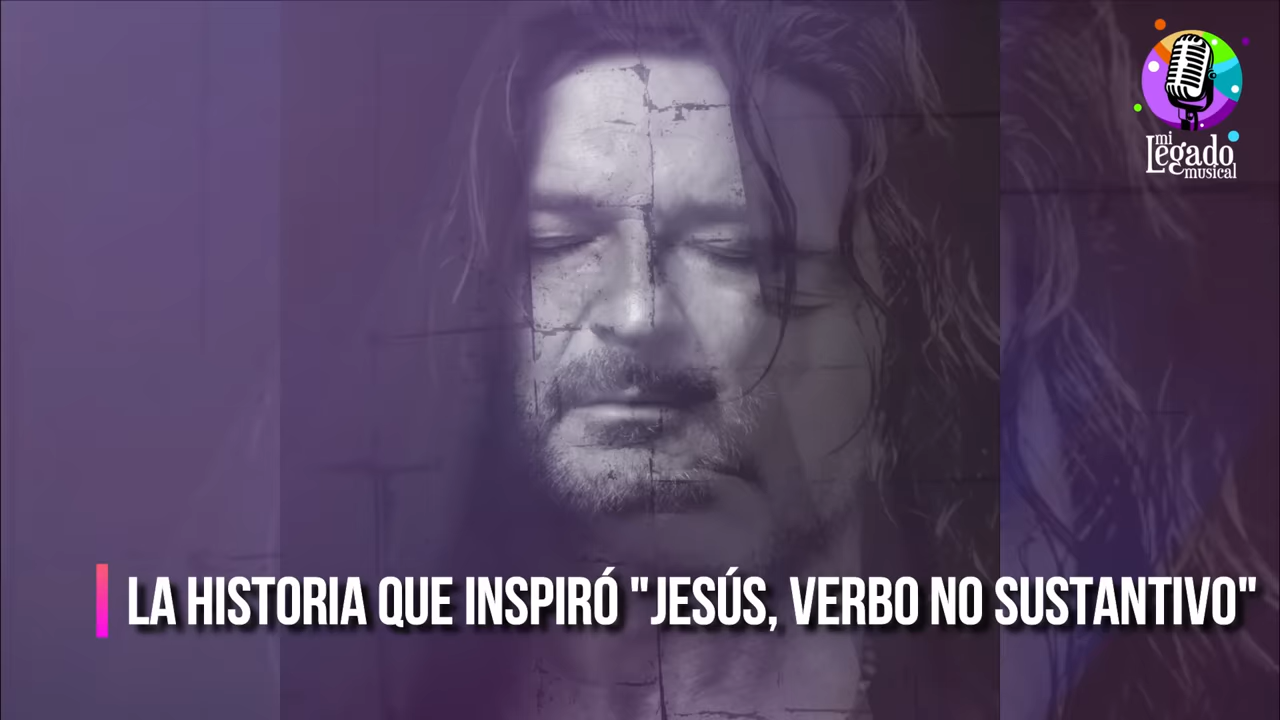 mi
Legado
musical
LA HISTORIA QUE INSPIRÓ "JESÚS, VERBO NO SUSTANTIVO"